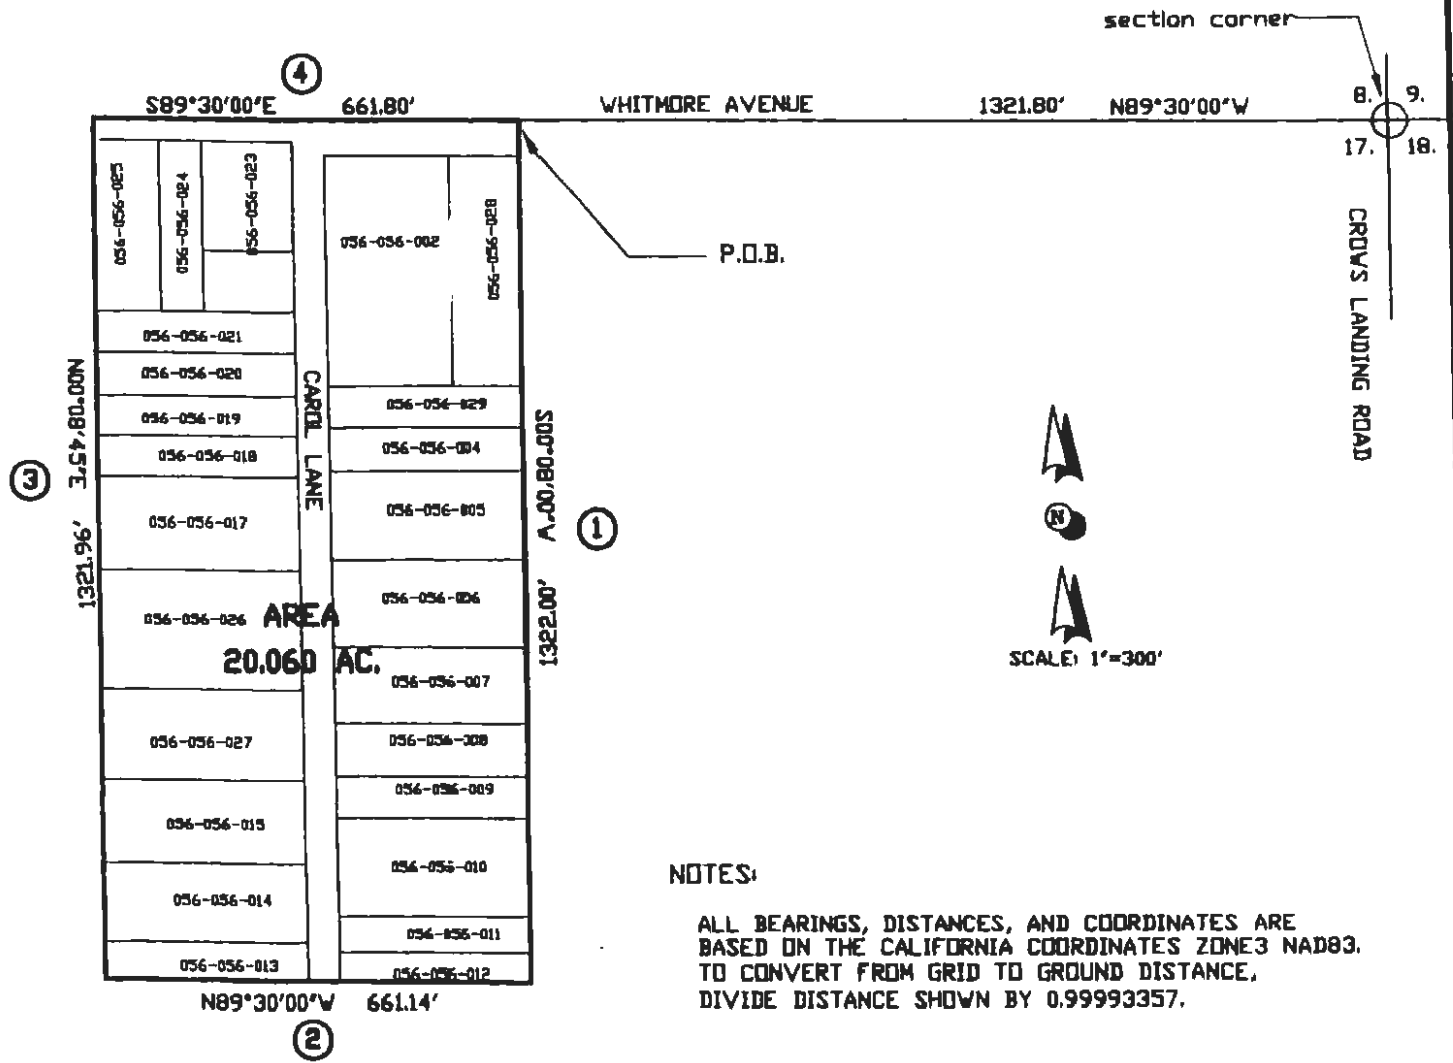 section corner
4
S89°30'00"E 661.80' WHITMORE AVENUE 1321.80' N89°30'00"W
8. 9.
17. 18.
056-056-025
056-056-024
056-056-023
056-056-002
056-056-028
P.O.B.
CROWS LANDING ROAD
056-056-021
056-056-020
056-056-019
056-056-018
056-056-017
056-056-026
056-056-027
056-056-015
056-056-014
056-056-013
CAROL LANE
056-056-029
056-056-004
056-056-005
056-056-006
056-056-007
056-056-008
056-056-009
056-056-010
056-056-011
056-056-012
AREA
20.060 AC.
N00°08'45"E 1321.96'
3
S00°08'00"W 1322.00'
1
N
SCALE: 1"=300'
N89°30'00"W 661.14'
2
NOTES:
ALL BEARINGS, DISTANCES, AND COORDINATES ARE
BASED ON THE CALIFORNIA COORDINATES ZONE3 NAD83.
TO CONVERT FROM GRID TO GROUND DISTANCE,
DIVIDE DISTANCE SHOWN BY 0.99993357.